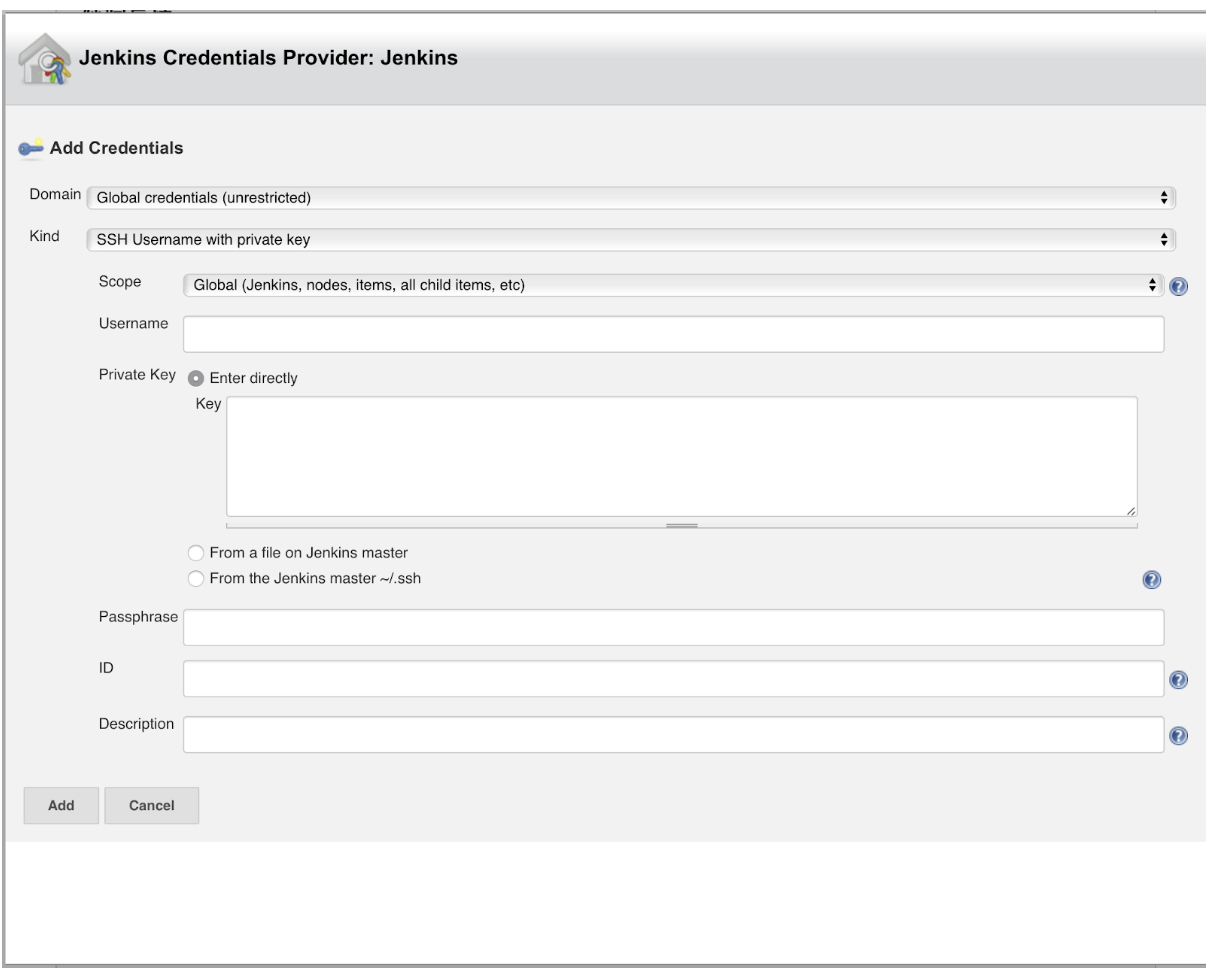 Jenkins Credentials Provider: Jenkins
Add Credentials
Domain Global credentials (unrestricted)
Kind SSH Username with private key
Scope Global (Jenkins, nodes, items, all child items, etc)
Username
Private Key Enter directly
Key
From a file on Jenkins master
From the Jenkins master ~/.ssh
Passphrase
ID
Description
Add Cancel